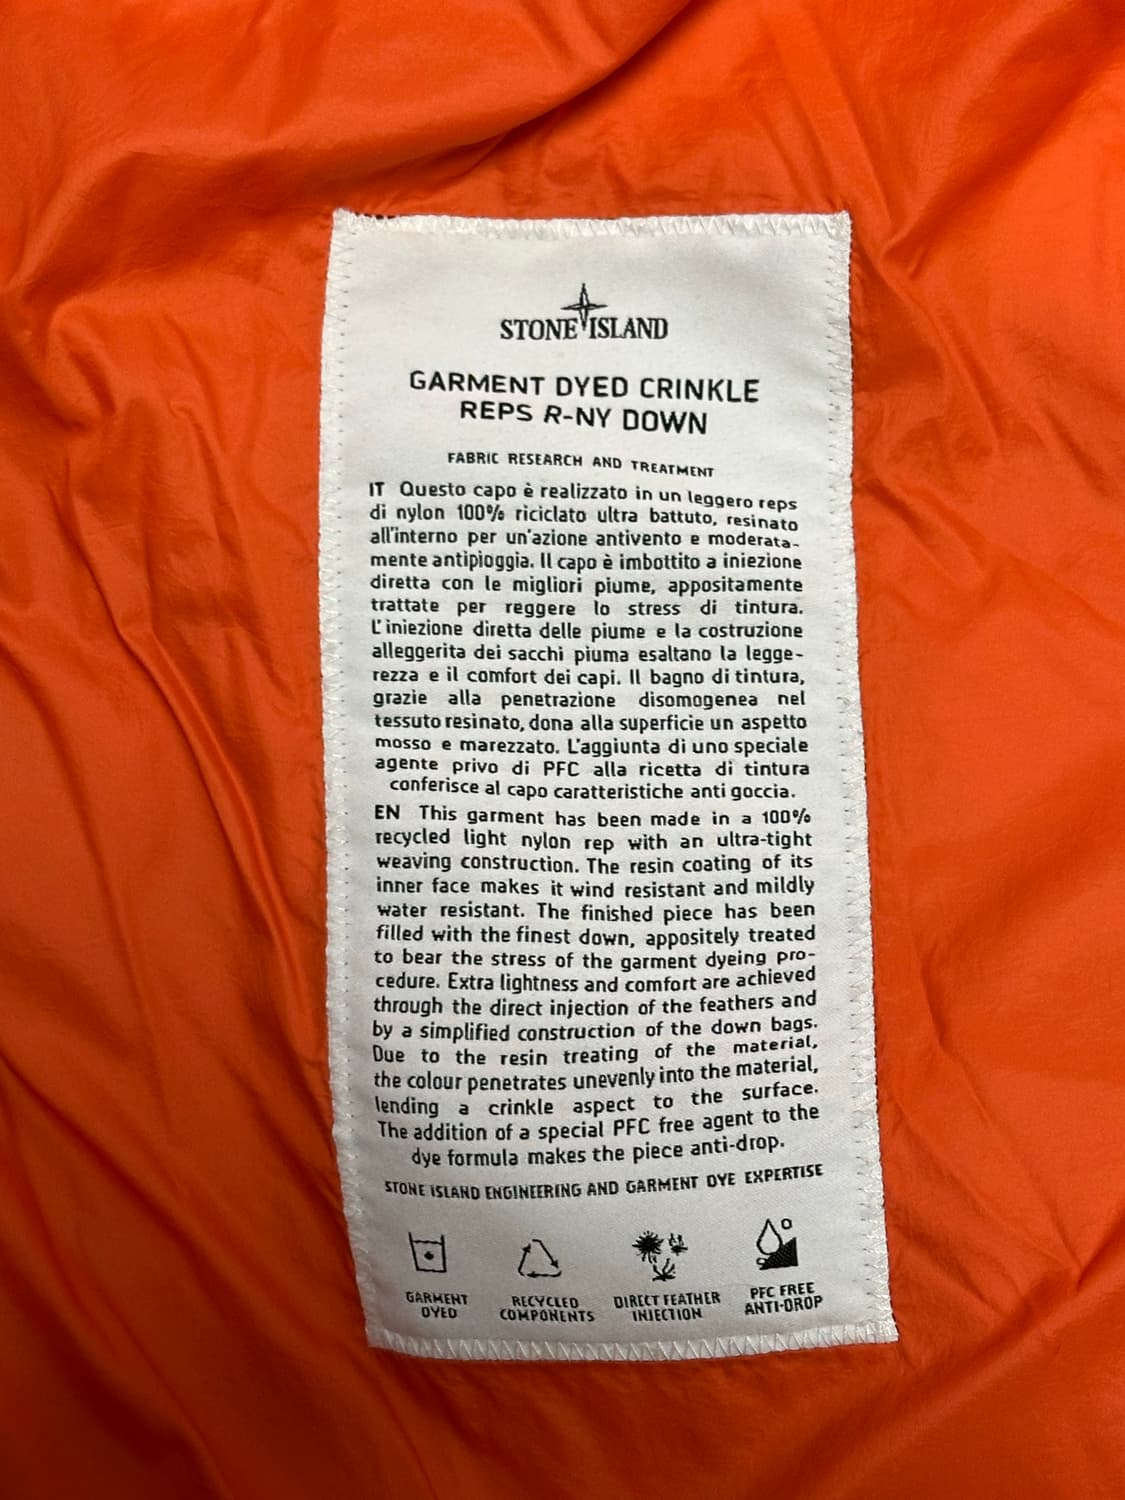 STONE ISLAND
GARMENT DYED CRINKLE
REPS R-NY DOWN
FABRIC RESEARCH AND TREATMENT
IT Questo capo è realizzato in un leggero reps
di nylon 100% riciclato ultra battuto, resinato
all'interno per un'azione antivento e moderata-
mente antipioggia. Il capo è imbottito a iniezione
diretta con le migliori piume, appositamente
trattate per reggere lo stress di tintura.
L'iniezione diretta delle piume e la costruzione
alleggerita dei sacchi piuma esaltano la legge-
rezza e il comfort dei capi. Il bagno di tintura,
grazie alla penetrazione disomogenea nel
tessuto resinato, dona alla superficie un aspetto
mosso e marezzato. L'aggiunta di uno speciale
agente privo di PFC alla ricetta di tintura
conferisce al capo caratteristiche anti goccia.
EN This garment has been made in a 100%
recycled light nylon rep with an ultra-tight
weaving construction. The resin coating of its
inner face makes it wind resistant and mildly
water resistant. The finished piece has been
filled with the finest down, appositely treated
to bear the stress of the garment dyeing pro-
cedure. Extra lightness and comfort are achieved
through the direct injection of the feathers and
by a simplified construction of the down bags.
Due to the resin treating of the material,
the colour penetrates unevenly into the material,
lending a crinkle aspect to the surface.
The addition of a special PFC free agent to the
dye formula makes the piece anti-drop.
STONE ISLAND ENGINEERING AND GARMENT DYE EXPERTISE
GARMENT
DYED
RECYCLED
COMPONENTS
DIRECT FEATHER
INJECTION
PFC FREE
ANTI-DROP